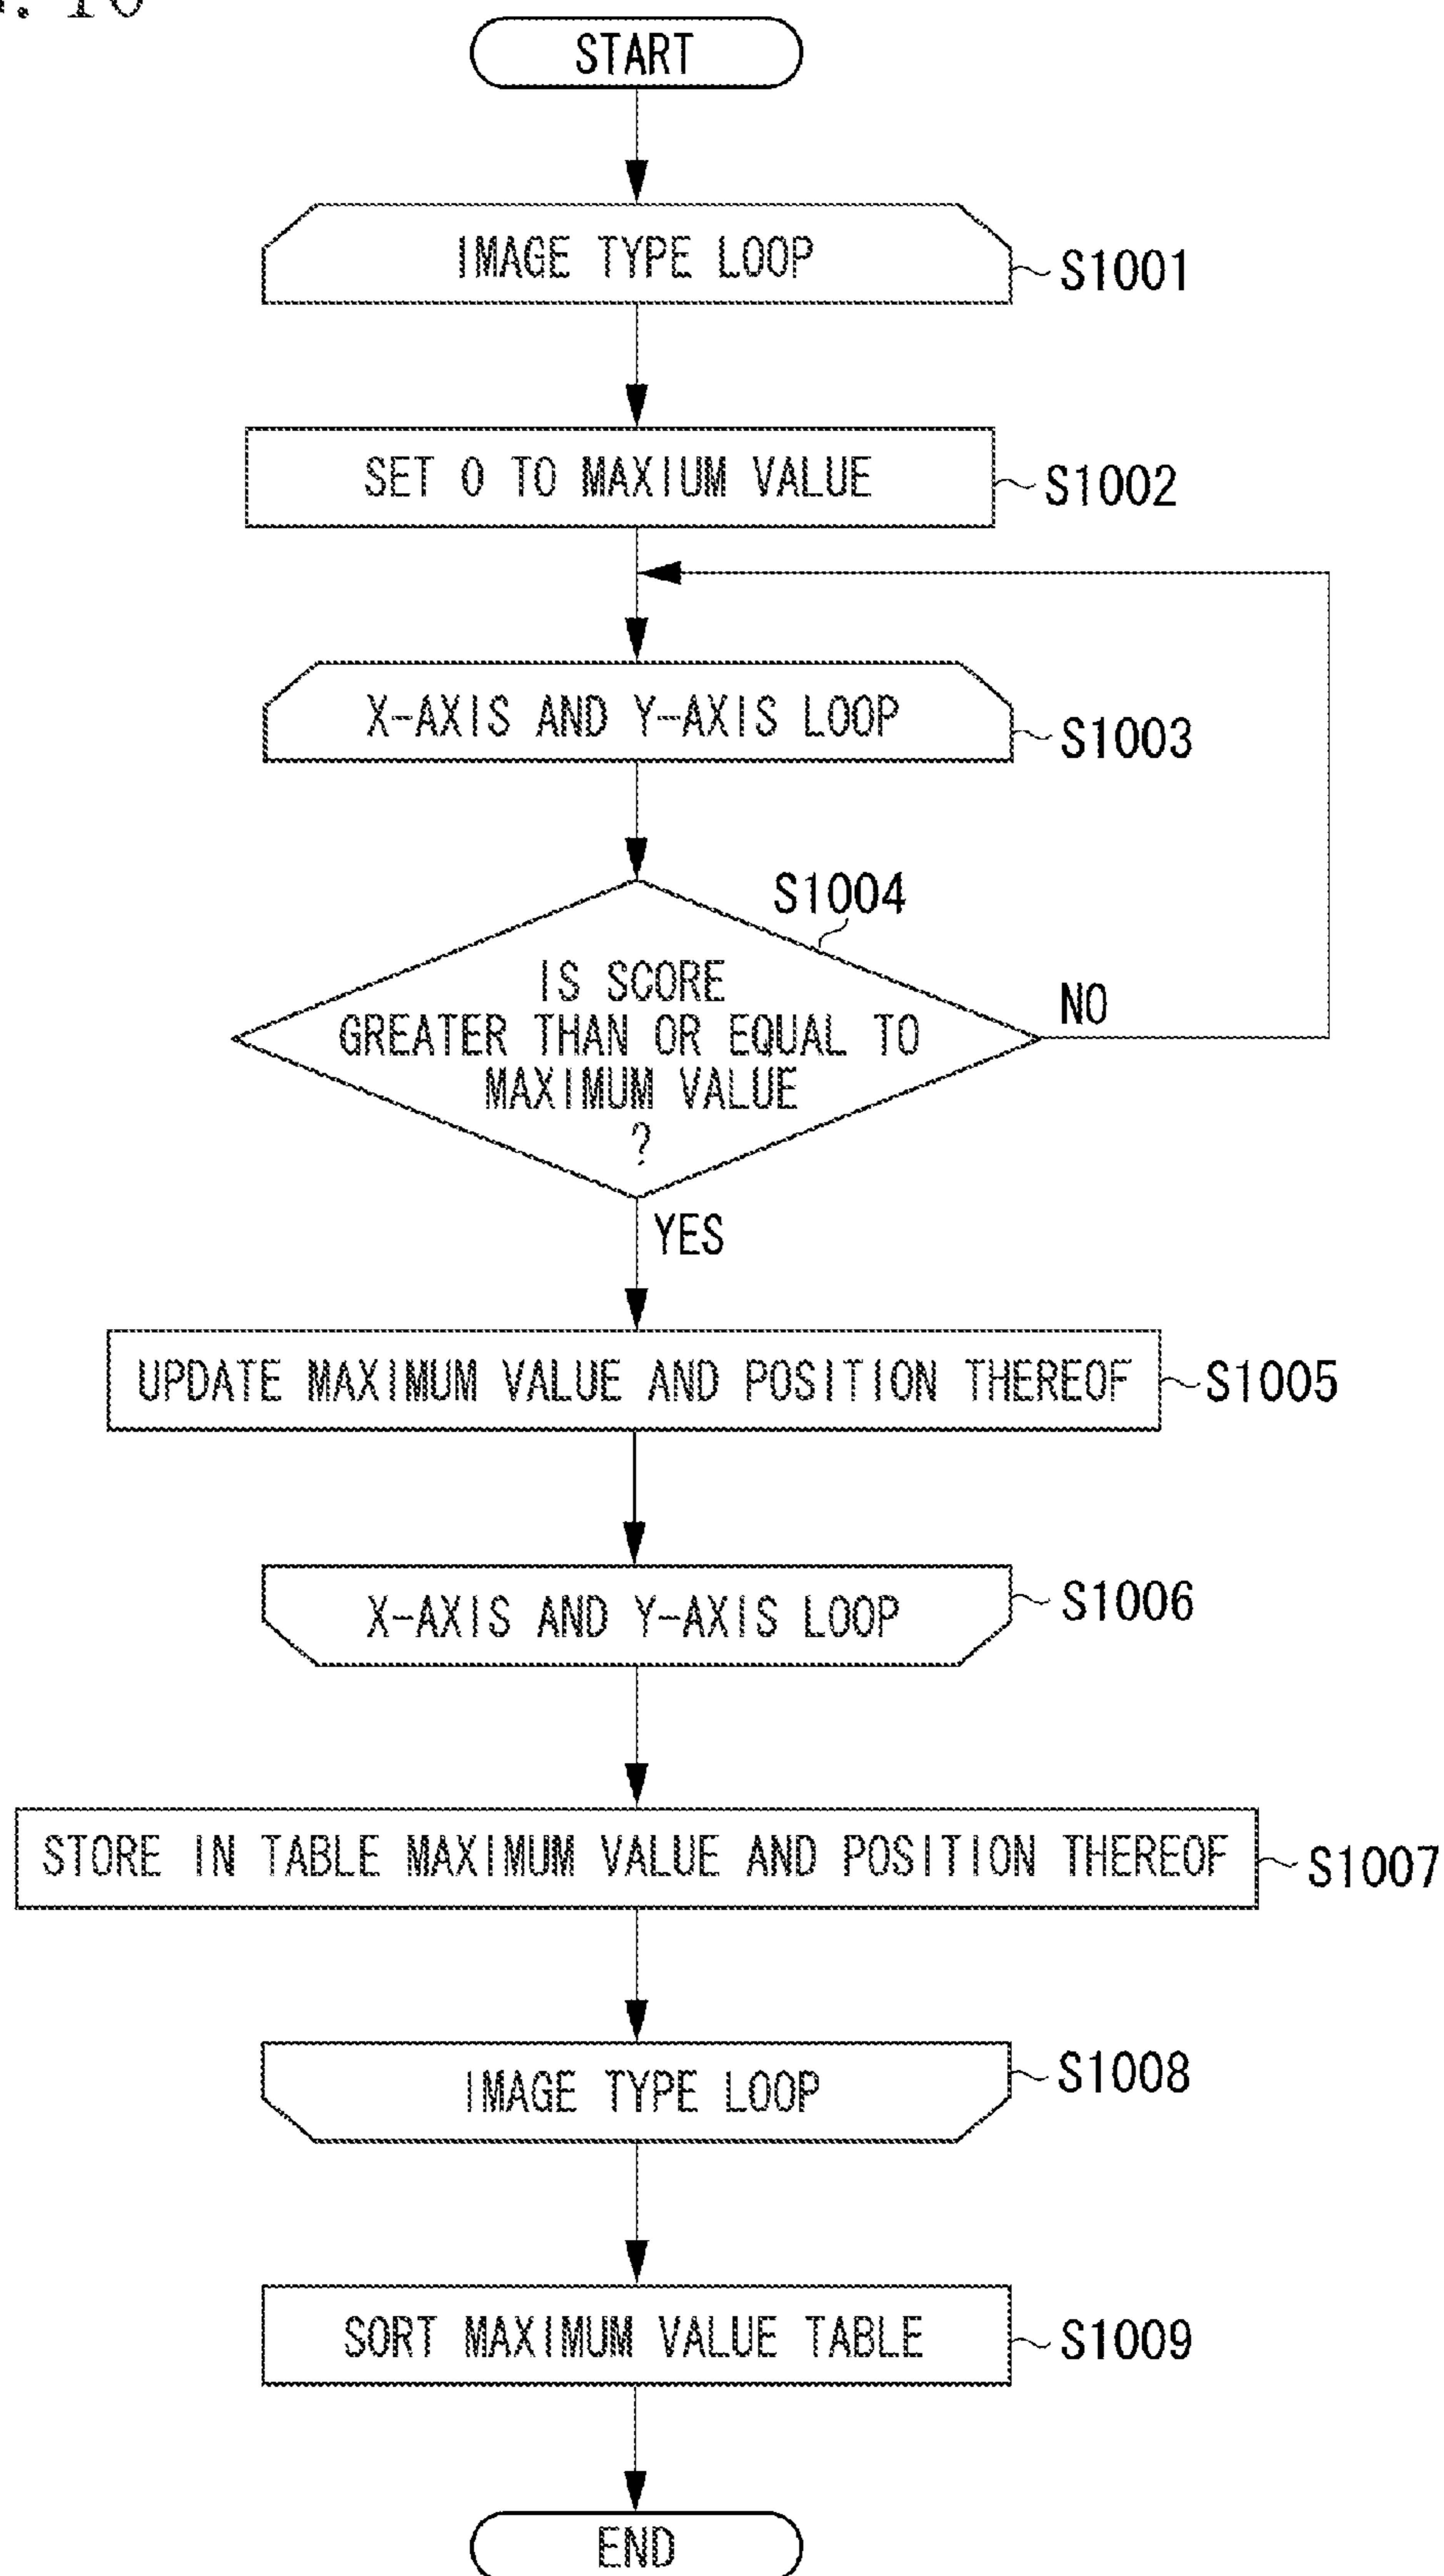 . 10
START
IMAGE TYPE LOOP
S1001
SET 0 TO MAXIUM VALUE
S1002
X-AXIS AND Y-AXIS LOOP
S1003
S1004
IS SCORE
GREATER THAN OR EQUAL TO
MAXIMUM VALUE
?
NO
YES
UPDATE MAXIMUM VALUE AND POSITION THEREOF
S1005
X-AXIS AND Y-AXIS LOOP
S1006
STORE IN TABLE MAXIMUM VALUE AND POSITION THEREOF
S1007
IMAGE TYPE LOOP
S1008
SORT MAXIMUM VALUE TABLE
S1009
END